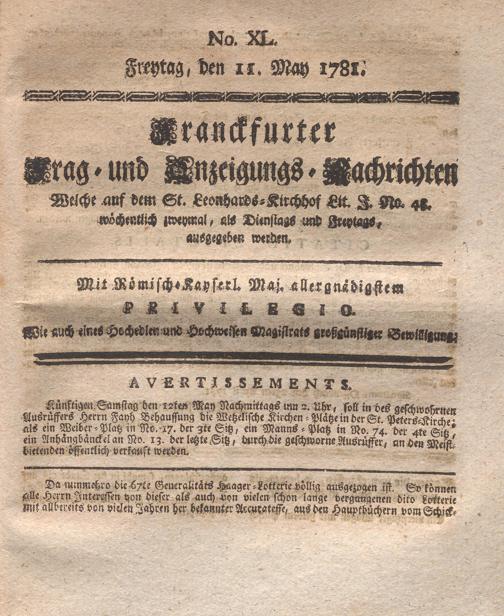 No. XL.
Freytag, den 11. May 1781.
Franckfurter
Frag- und Anzeigungs-Nachrichten
Welche auf dem St. Leonhards-Kirchhof Lit. J. No. 48.
wöchentlich zweymal, als Dienstags und Freytags,
ausgegeben werden.
Mit Römisch-Kayserl. Maj. allergnädigstem
PRIVILEGIO.
Wie auch eines Hochedlen und Hochweisen Magistrats großgünstiger Bewilligung.
AVERTISSEMENTS.
Künftigen Samstag den 12ten May Nachmittags um 2. Uhr, soll in des geschwohrnen
Ausrüffers Herrn Fayh Behaussung die Wetzelische Kirchen-Plätze in der St. Peters-Kirche;
als ein Weiber-Platz in No. 17. der 3te Sitz, ein Manns-Platz in No. 74. der 4te Sitz,
ein Anhängbänckel an No. 13. der letzte Sitz, durch die geschworne Ausrüffer, an den Meist-
bietenden öffentlich verkauft werden.
Da nunmehro die 67te Generalitäts Haager-Lotterie völlig ausgezogen ist. So können
alle Herrn Interessen von dieser als auch von vielen schon lange vergangenen dito Lotterie
mit allbereits von vielen Jahren her bekannter Accuratesse, aus den Hauptbüchern vom Schick-